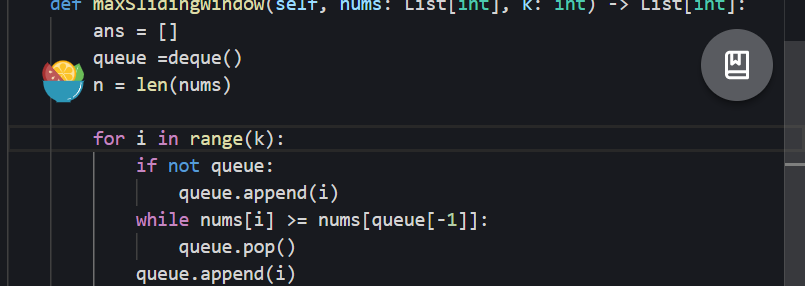 def maxSlidingWindow(self, nums: List[int], k: int) -> List[int]:
ans = []
queue =deque()
n = len(nums)
for i in range(k):
if not queue:
queue.append(i)
while nums[i] >= nums[queue[-1]]:
queue.pop()
queue.append(i)